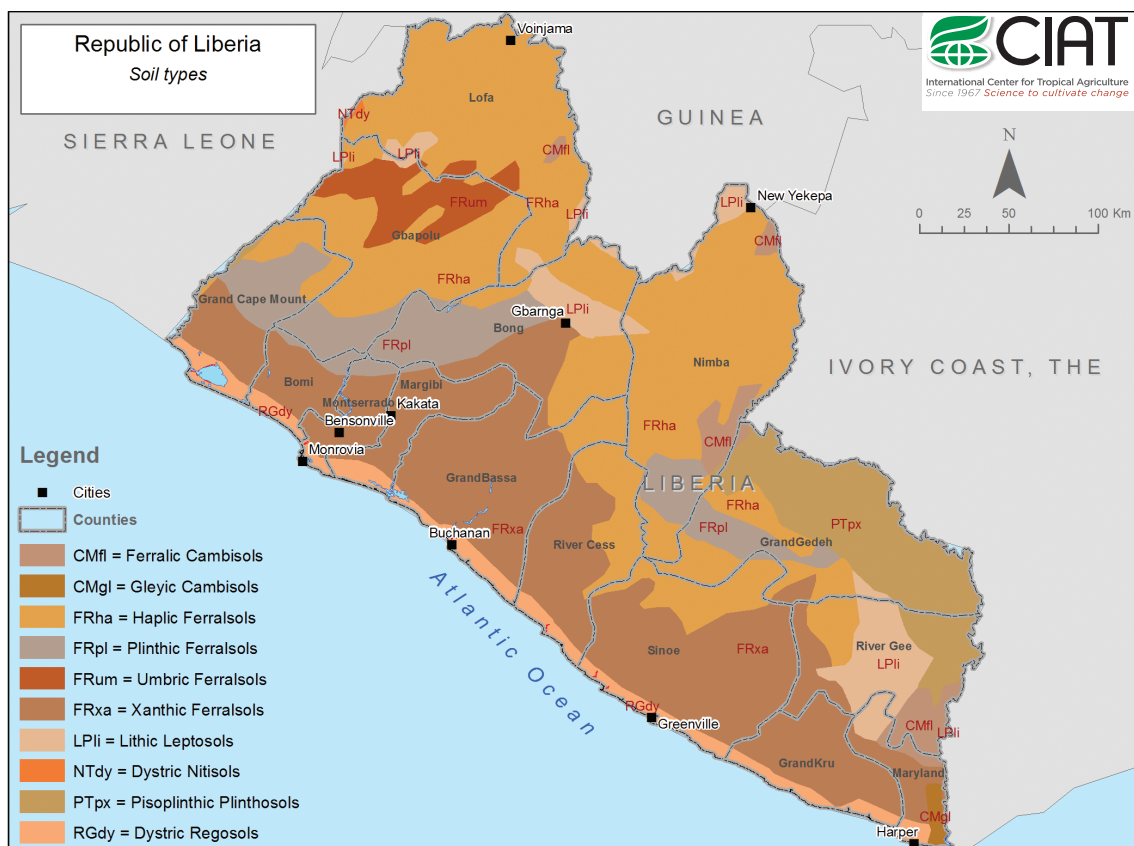 Republic of Liberia
Soil types
CIAT
International Center for Tropical Agriculture
Since 1967 Science to cultivate change
SIERRA LEONE
GUINEA
IVORY COAST, THE
LIBERIA
Atlantic Ocean
N
0 25 50 100 Km
Voinjama
Lofa
NTdy
LPli
LPli
CMfl
FRum
FRha
LPli
Gbapolu
LPli
New Yekepa
CMfl
FRha
Grand Cape Mount
Gbarnga
LPli
Bong
FRpl
Nimba
Bomi
Margibi
Montserrado
Kakata
RGdy
Bensonville
Monrovia
FRha
CMfl
GrandBassa
FRha
FRxa
Buchanan
FRpl
PTpx
GrandGedeh
River Cess
Sinoe
FRxa
River Gee
LPli
RGdy
Greenville
CMfl
LPli
GrandKru
Maryland
CMgl
Harper
Legend
Cities
Counties
CMfl = Ferralic Cambisols
CMgl = Gleyic Cambisols
FRha = Haplic Ferralsols
FRpl = Plinthic Ferralsols
FRum = Umbric Ferralsols
FRxa = Xanthic Ferralsols
LPli = Lithic Leptosols
NTdy = Dystric Nitisols
PTpx = Pisoplinthic Plinthosols
RGdy = Dystric Regosols